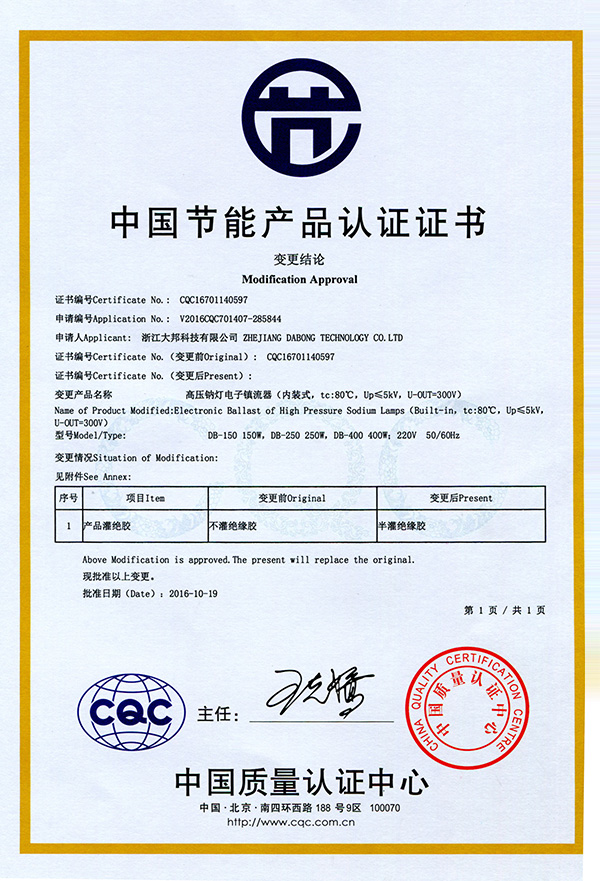 中国节能产品认证证书
变更结论
Modification Approval
证书编号Certificate No.: CQC16701140597
申请编号Application No.: V2016CQC701407-285844
申请人Applicant: 浙江大邦科技有限公司 ZHEJIANG DABONG TECHNOLOGY CO.LTD
证书编号Certificate No.(变更前Original): CQC16701140597
证书编号Certificate No.(变更后Present):
变更产品名称 高压钠灯电子镇流器(内装式, tc:80℃, Up≤5kV, U-OUT=300V)
Name of Product Modified:Electronic Ballast of High Pressure Sodium Lamps(Built-in, tc:80℃, Up≤5kV,
U-OUT=300V)
型号Model/Type: DB-150 150W, DB-250 250W, DB-400 400W; 220V 50/60Hz
变更情况Situation of Modification:
见附件See Annex:
序号 项目Item 变更前Original 变更后Present
1 产品灌绝胶 不灌绝缘胶 半灌绝缘胶
Above Modification is approved.The present will replace the original.
现批准以上变更。
批准日期(Date): 2016-10-19
第 1 页 / 共 1 页
CQC
主任:
CHINA QUALITY CERTIFICATION CENTRE
中国质量认证中心
中国质量认证中心
中国·北京·南四环西路 188 号9区 100070
http://www.cqc.com.cn